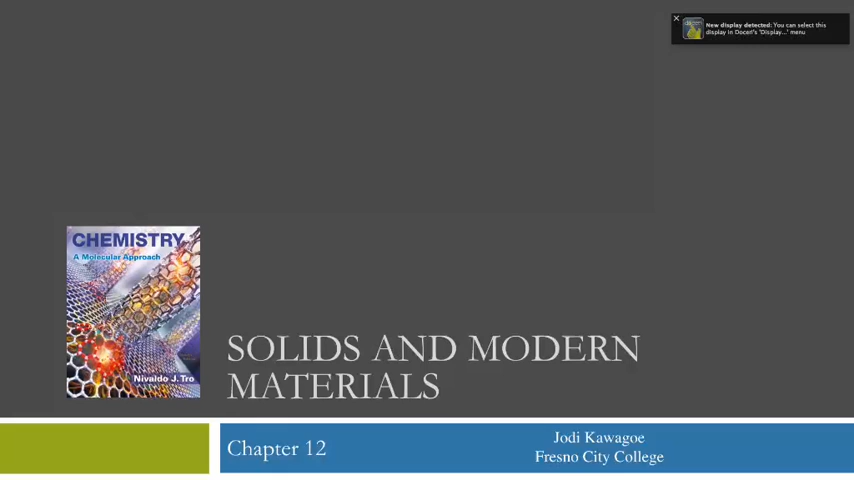 New display detected: You can select this
display in Doceri's 'Display...' menu
CHEMISTRY
A Molecular Approach
Nivaldo J. Tro
SOLIDS AND MODERN
MATERIALS
Chapter 12
Jodi Kawagoe
Fresno City College